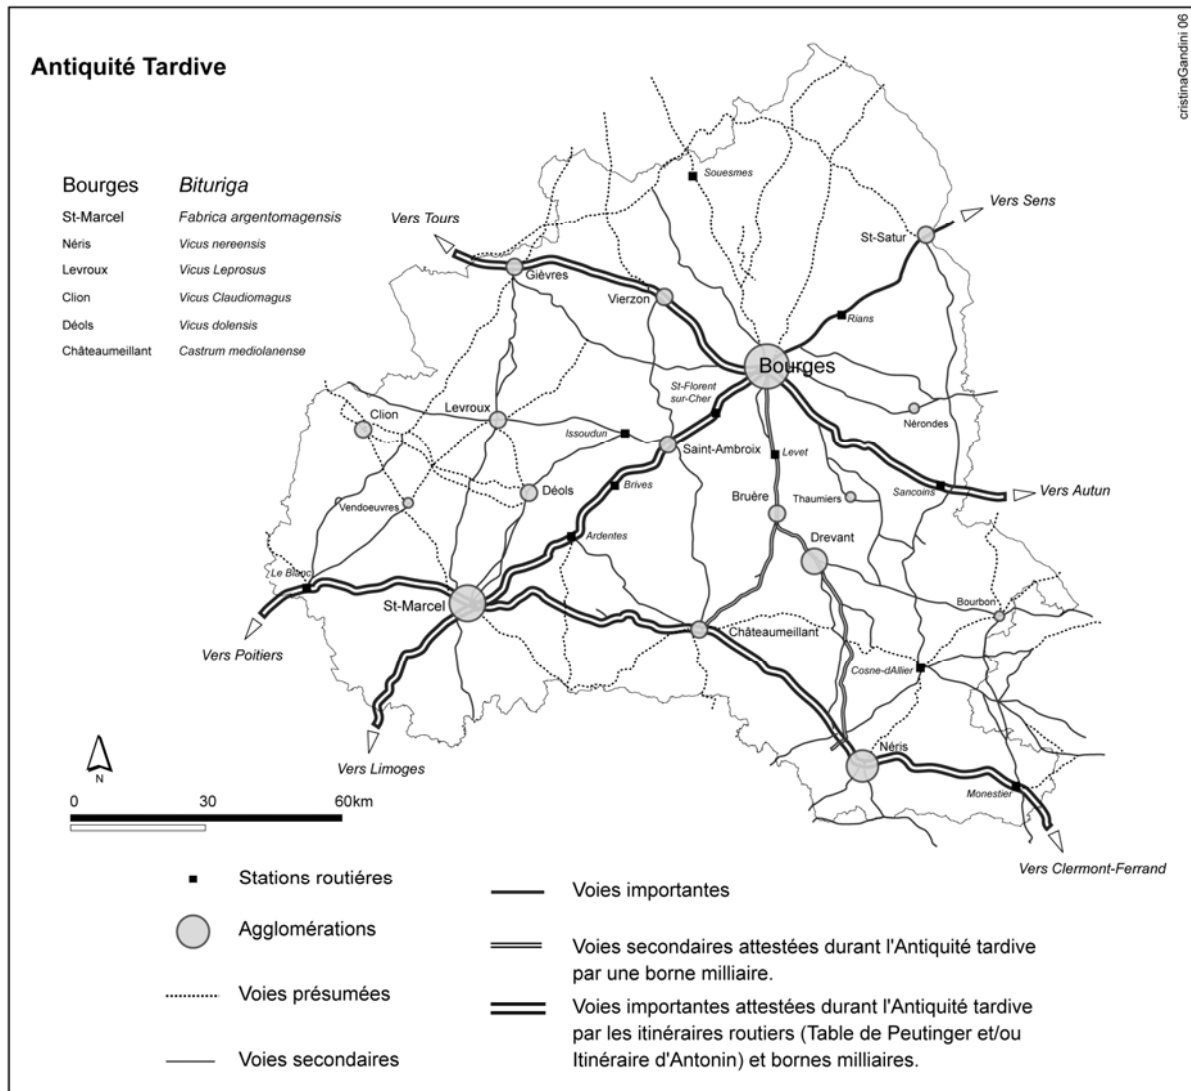 cristinaGandini 06
Antiquité Tardive
Bourges Bituriga
St-Marcel Fabrica argentomagensis
Néris Vicus nereensis
Levroux Vicus Leprosus
Clion Vicus Claudiomagus
Déols Vicus dolensis
Châteaumeillant Castrum mediolanense
Souesmes
Vers Sens
Vers Tours
St-Satur
Gièvres
Vierzon
Rians
Bourges
St-Florent
sur-Cher
Levroux
Clion
Nérondes
Issoudun
Saint-Ambroix
Levet
Brives
Déols
Sancoins
Vers Autun
Thaumiers
Bruère
Vendoeuvres
Drevant
Ardentes
Le Blanc
St-Marcel
Bourbon
Châteaumeillant
Vers Poitiers
Cosne-dAllier
Néris
Vers Limoges
N
Monestier
0 30 60km
Vers Clermont-Ferrand
Stations routiéres
Voies importantes
Agglomérations
Voies secondaires attestées durant l'Antiquité tardive
par une borne milliaire.
Voies présumées
Voies importantes attestées durant l'Antiquité tardive
par les itinéraires routiers (Table de Peutinger et/ou
Itinéraire d'Antonin) et bornes milliaires.
Voies secondaires